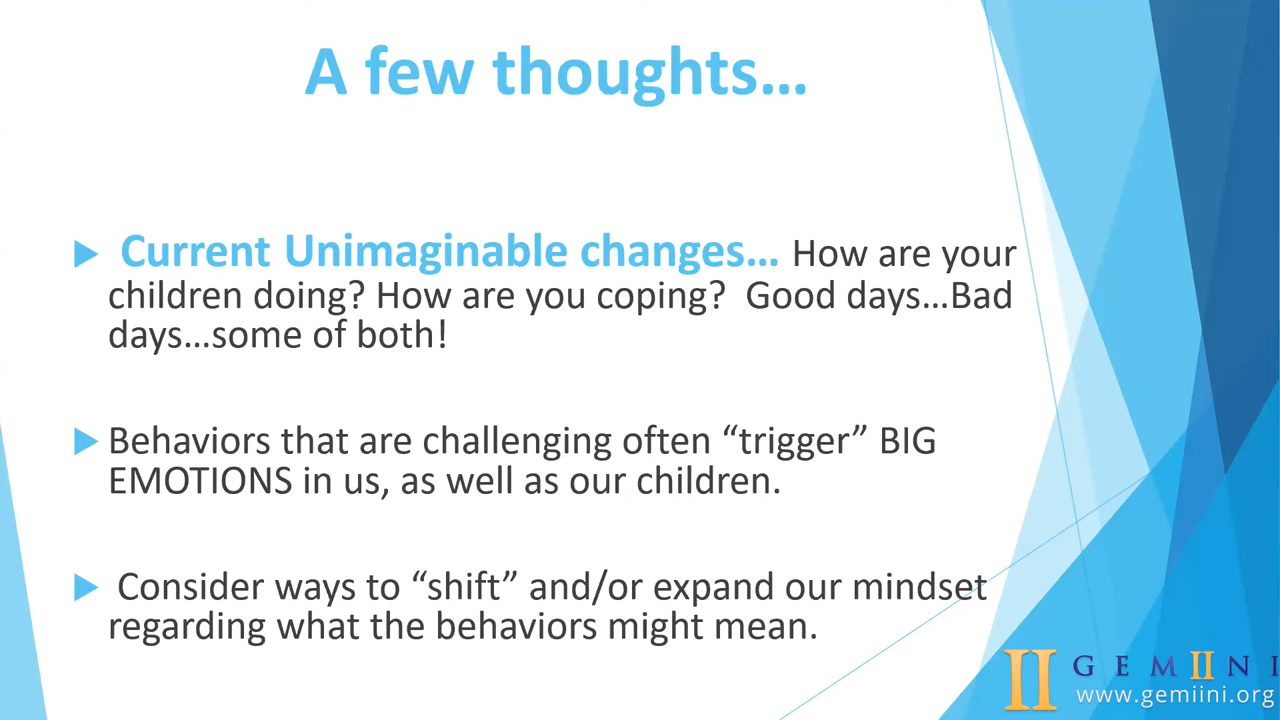 A few thoughts…
Current Unimaginable changes… How are your
children doing? How are you coping?  Good days…Bad
days…some of both!
Behaviors that are challenging often “trigger” BIG
EMOTIONS in us, as well as our children.
Consider ways to “shift” and/or expand our mindset
regarding what the behaviors might mean.
II GEMIINI
www.gemiini.org